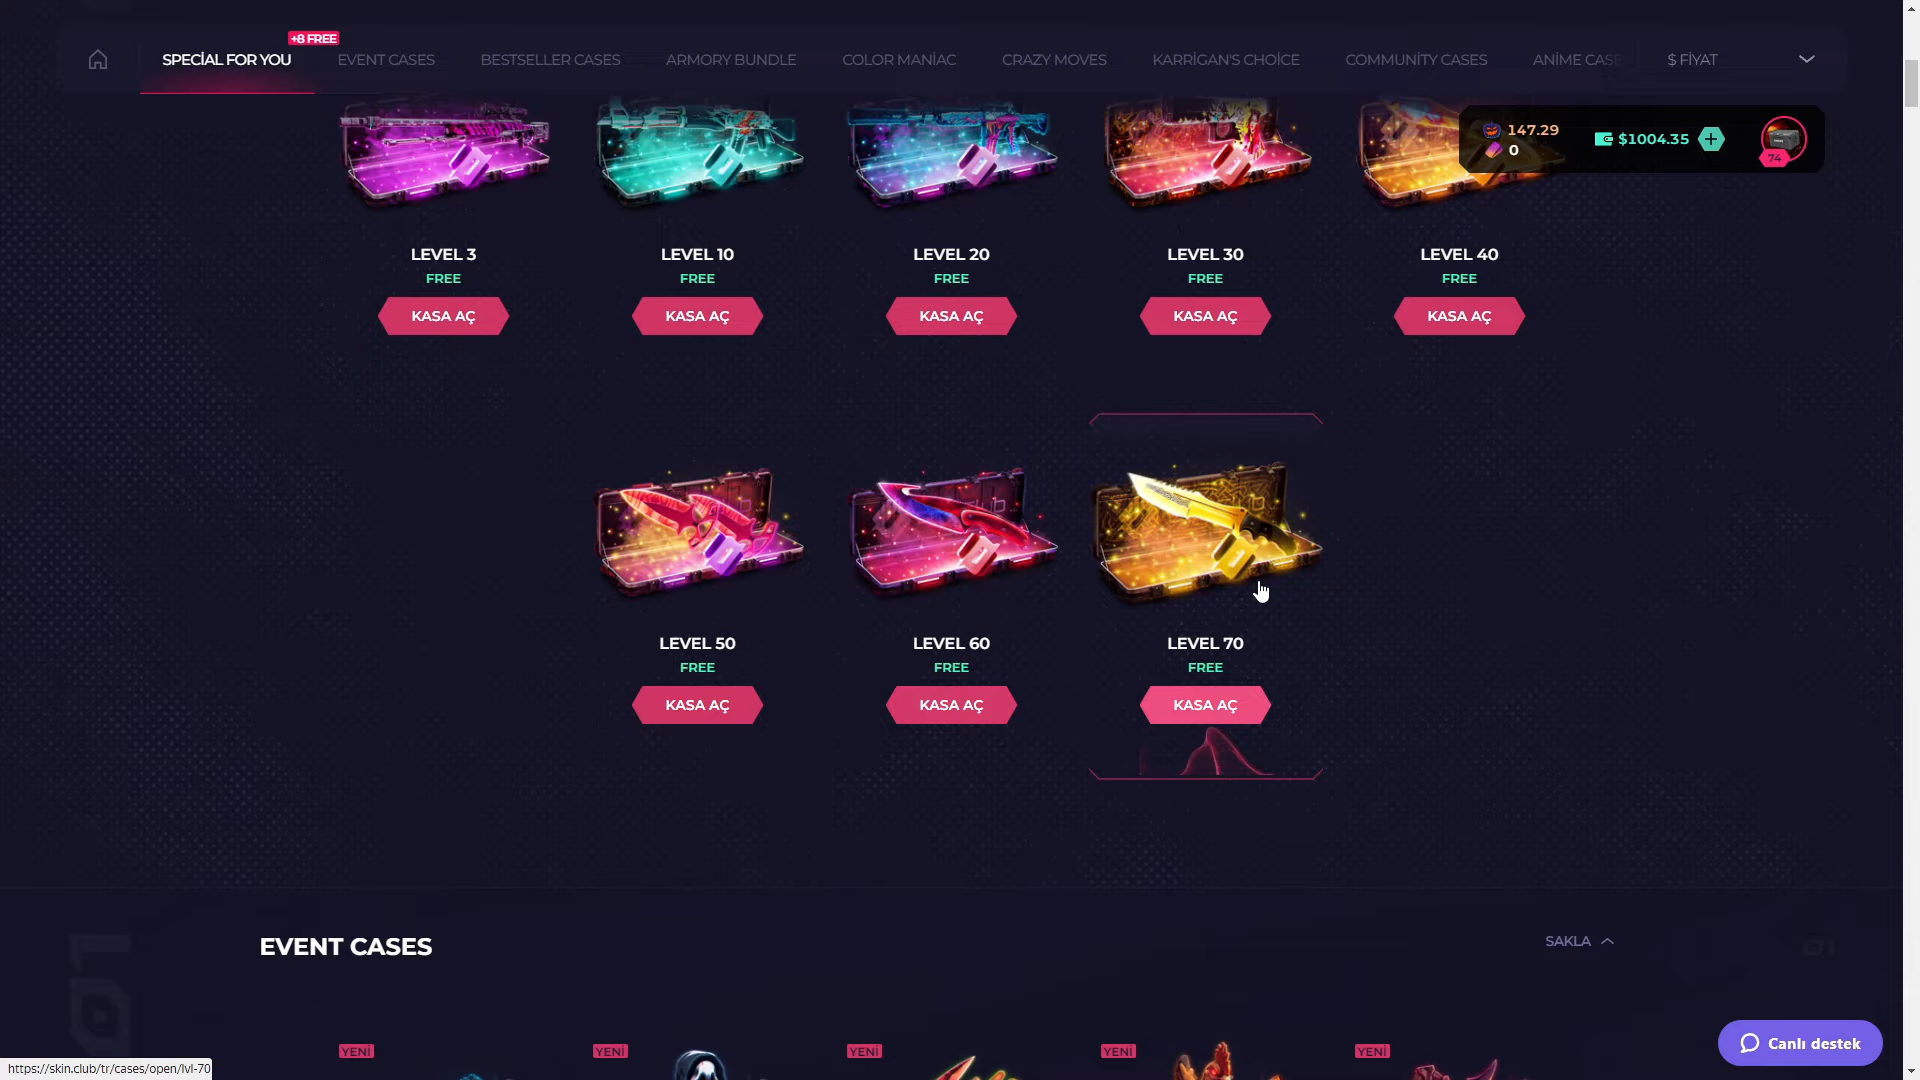 +8 FREE
SPECİAL FOR YOU
EVENT CASES
BESTSELLER CASES
ARMORY BUNDLE
COLOR MANİAC
CRAZY MOVES
KARRİGAN'S CHOİCE
COMMUNİTY CASES
ANİME CASE
$ FİYAT
147.29
0
$1004.35
74
LEVEL 3
LEVEL 10
LEVEL 20
LEVEL 30
LEVEL 40
FREE
FREE
FREE
FREE
FREE
KASA AÇ
KASA AÇ
KASA AÇ
KASA AÇ
KASA AÇ
LEVEL 50
LEVEL 60
LEVEL 70
FREE
FREE
FREE
KASA AÇ
KASA AÇ
KASA AÇ
EVENT CASES
SAKLA
YENİ
YENİ
YENİ
YENİ
YENİ
Canlı destek
https://skin.club/tr/cases/open/lvl-70